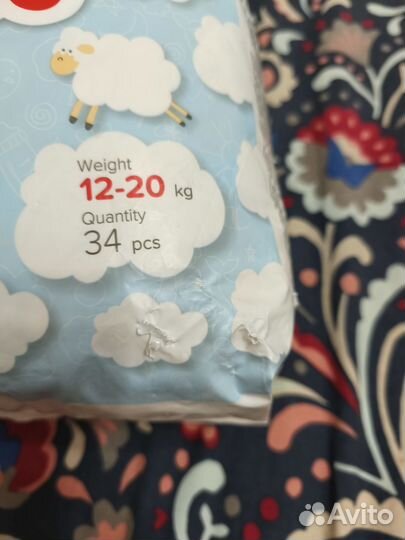 Weight
12-20 kg
Quantity
34 pcs
Avito